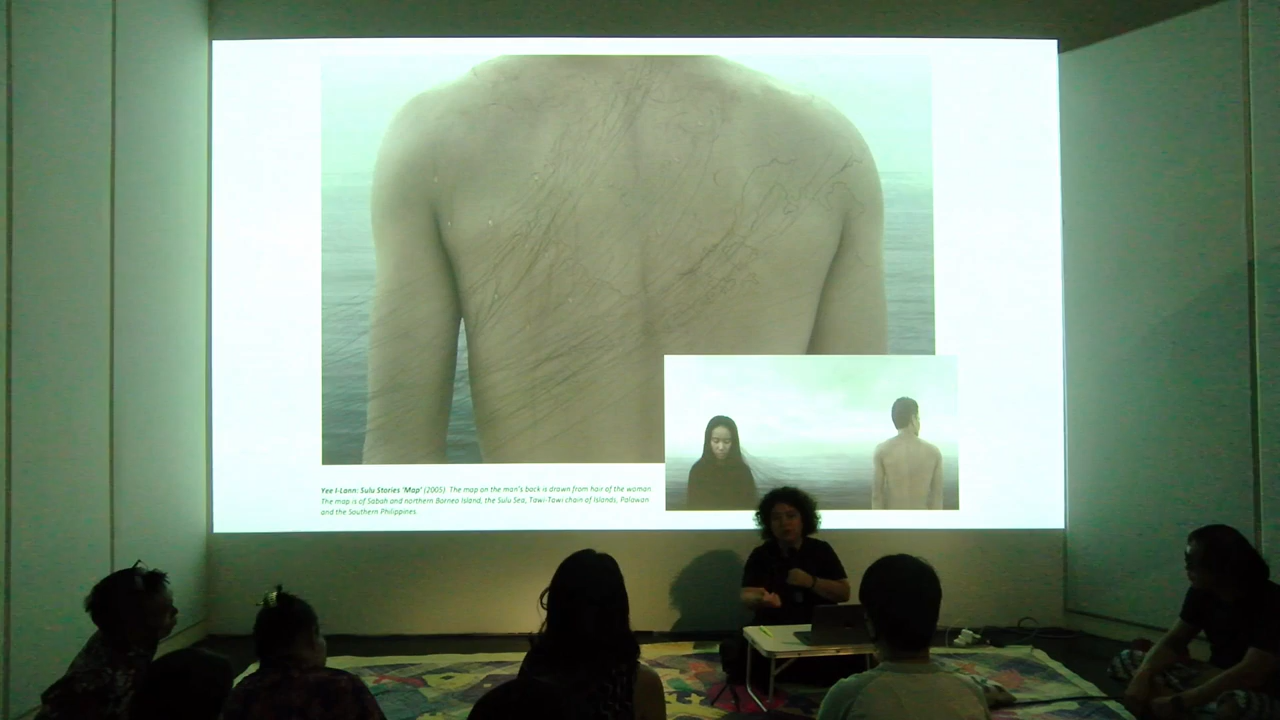 Yee I-Lann: Sulu Stories 'Map' (2005) The map on the man's back is drawn from hair of the woman.
The map is of Sabah and northern Borneo Island, the Sulu Sea, Tawi-Tawi chain of Islands, Palawan
and the Southern Philippines.